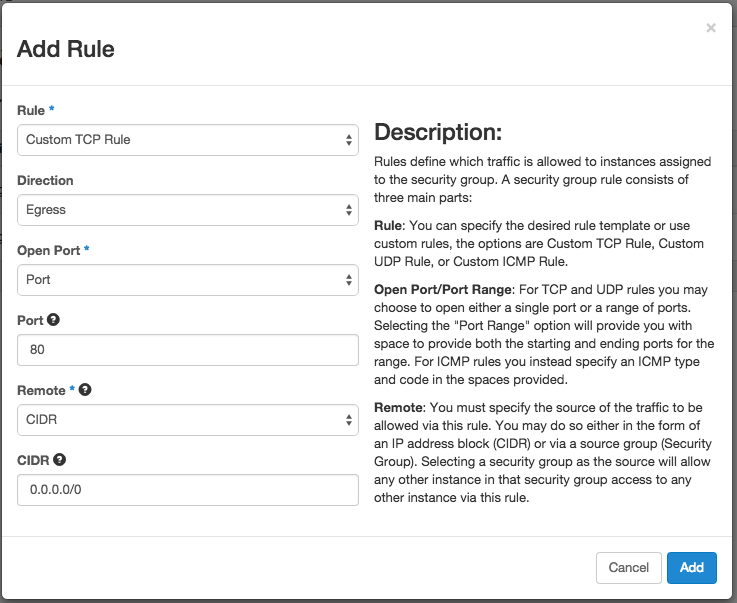 Add Rule
×
Rule *
Custom TCP Rule
Direction
Egress
Open Port *
Port
Port ?
80
Remote * ?
CIDR
CIDR ?
0.0.0.0/0
Description:
Rules define which traffic is allowed to instances assigned
to the security group. A security group rule consists of
three main parts:
Rule: You can specify the desired rule template or use
custom rules, the options are Custom TCP Rule, Custom
UDP Rule, or Custom ICMP Rule.
Open Port/Port Range: For TCP and UDP rules you may
choose to open either a single port or a range of ports.
Selecting the "Port Range" option will provide you with
space to provide both the starting and ending ports for the
range. For ICMP rules you instead specify an ICMP type
and code in the spaces provided.
Remote: You must specify the source of the traffic to be
allowed via this rule. You may do so either in the form of
an IP address block (CIDR) or via a source group (Security
Group). Selecting a security group as the source will allow
any other instance in that security group access to any
other instance via this rule.
Cancel
Add